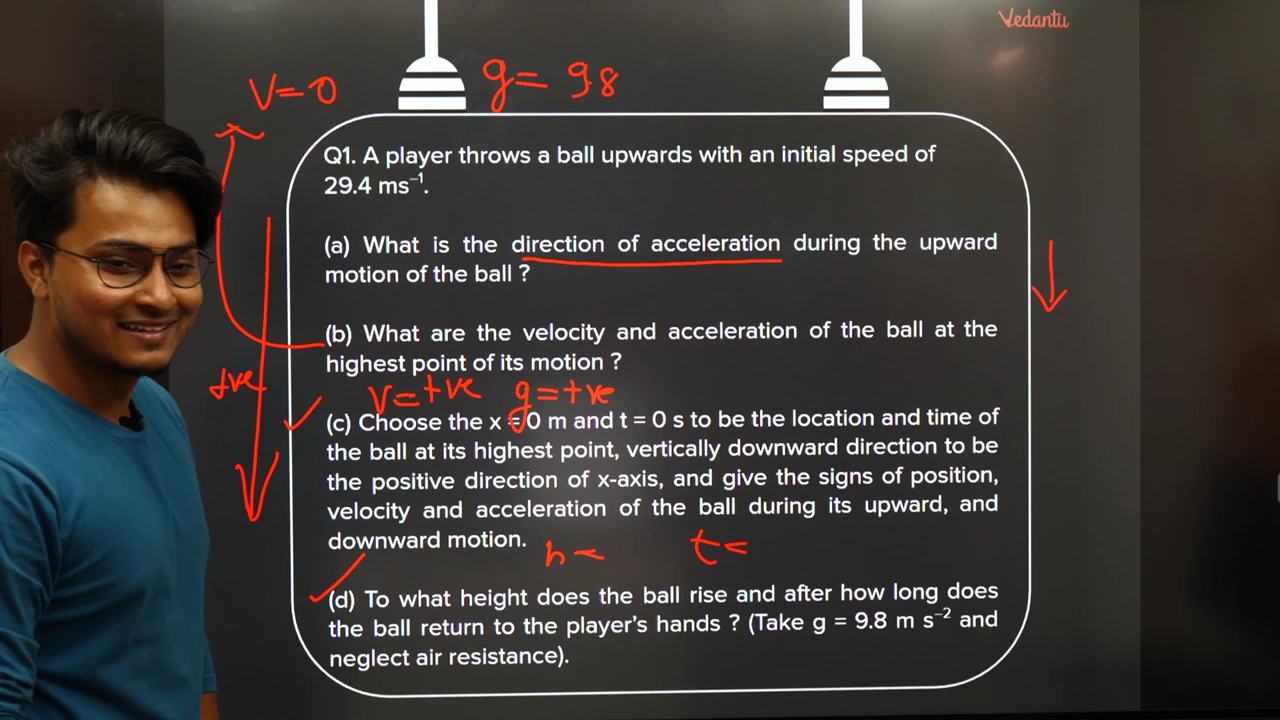 Vedantu
V=0
g= 98
Q1. A player throws a ball upwards with an initial speed of
29.4 ms⁻¹.
(a) What is the direction of acceleration during the upward
motion of the ball ?
(b) What are the velocity and acceleration of the ball at the
highest point of its motion ?
+ve
V=+ve g=+ve
(c) Choose the x = 0 m and t = 0 s to be the location and time of
the ball at its highest point, vertically downward direction to be
the positive direction of x-axis, and give the signs of position,
velocity and acceleration of the ball during its upward, and
downward motion.
h= t=
(d) To what height does the ball rise and after how long does
the ball return to the player's hands ? (Take g = 9.8 m s⁻² and
neglect air resistance).